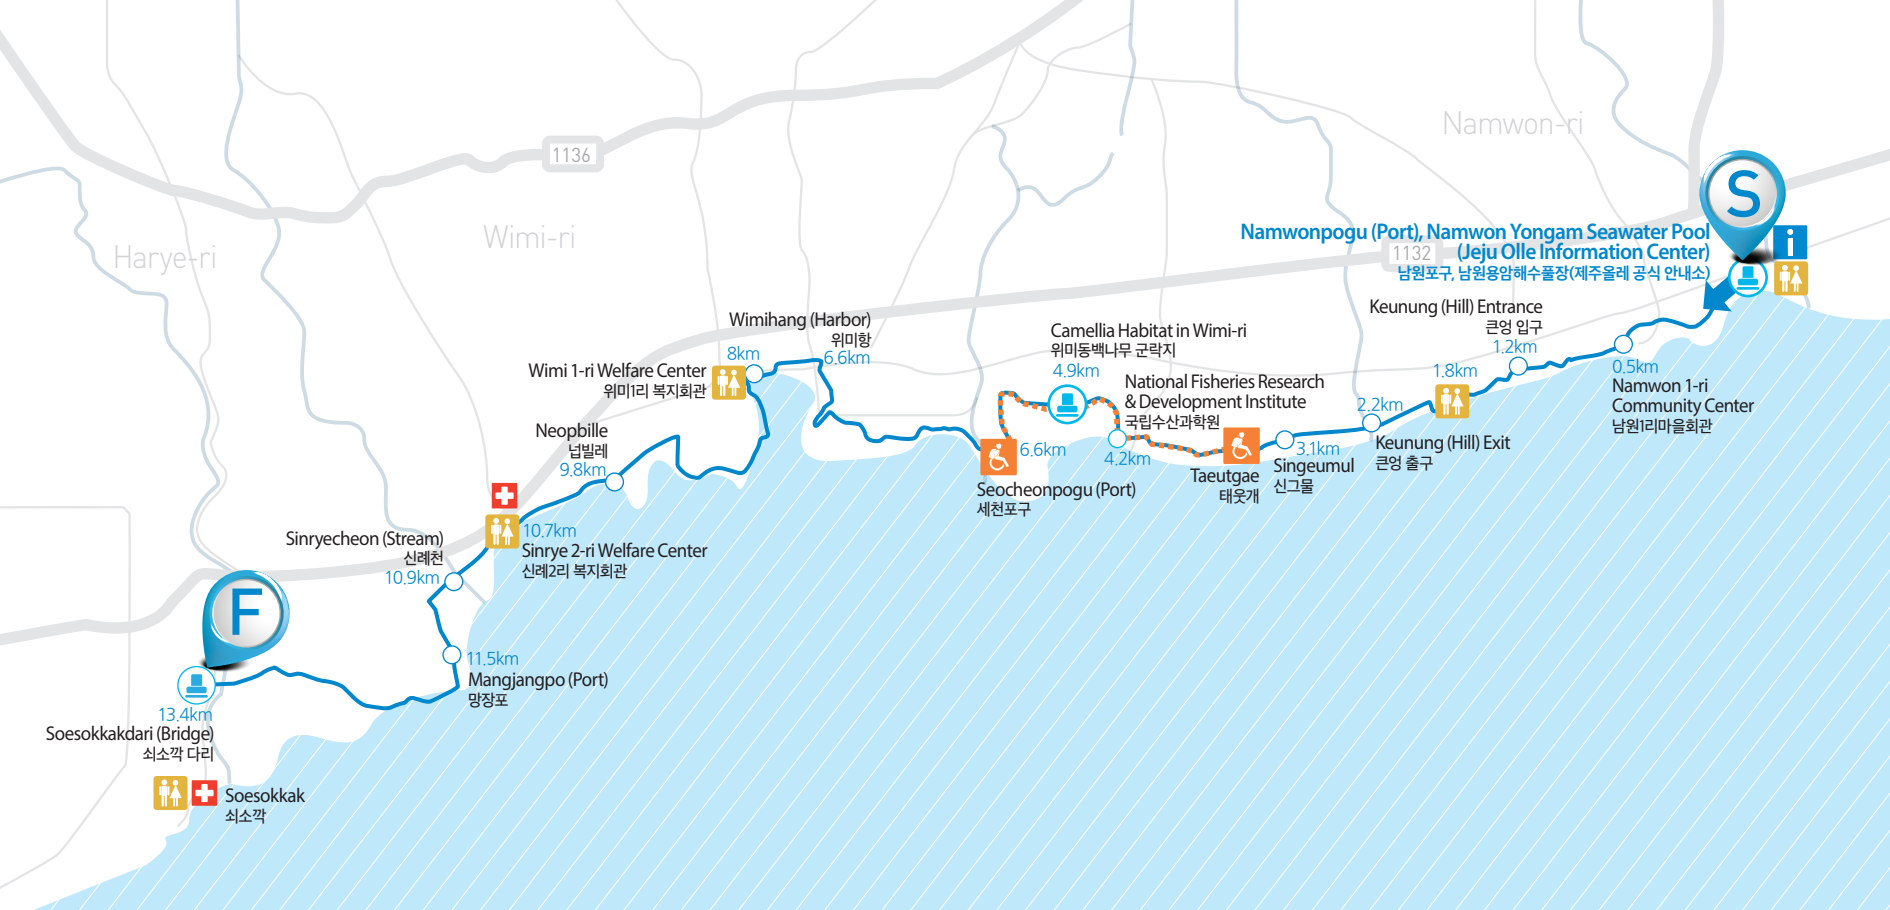 Namwon-ri
1136
S
Wimi-ri
Harye-ri
Namwonpogu (Port), Namwon Yongam Seawater Pool
(Jeju Olle Information Center)
남원포구, 남원용암해수풀장(제주올레 공식 안내소)
1132
i
Keunung (Hill) Entrance
큰엉 입구
1.2km
0.5km
Namwon 1-ri
Community Center
남원1리마을회관
1.8km
2.2km
Keunung (Hill) Exit
큰엉 출구
3.1km
Singeumul
신그물
Taeutgae
태웃개
National Fisheries Research
& Development Institute
국립수산과학원
4.2km
Camellia Habitat in Wimi-ri
위미동백나무 군락지
4.9km
6.6km
Seocheonpogu (Port)
세천포구
Wimihang (Harbor)
위미항
6.6km
8km
Wimi 1-ri Welfare Center
위미1리 복지회관
Neopbille
넙빌레
9.8km
10.7km
Sinrye 2-ri Welfare Center
신례2리 복지회관
Sinryecheon (Stream)
신례천
10.9km
11.5km
Mangjangpo (Port)
망장포
F
13.4km
Soesokkakdari (Bridge)
쇠소깍 다리
Soesokkak
쇠소깍